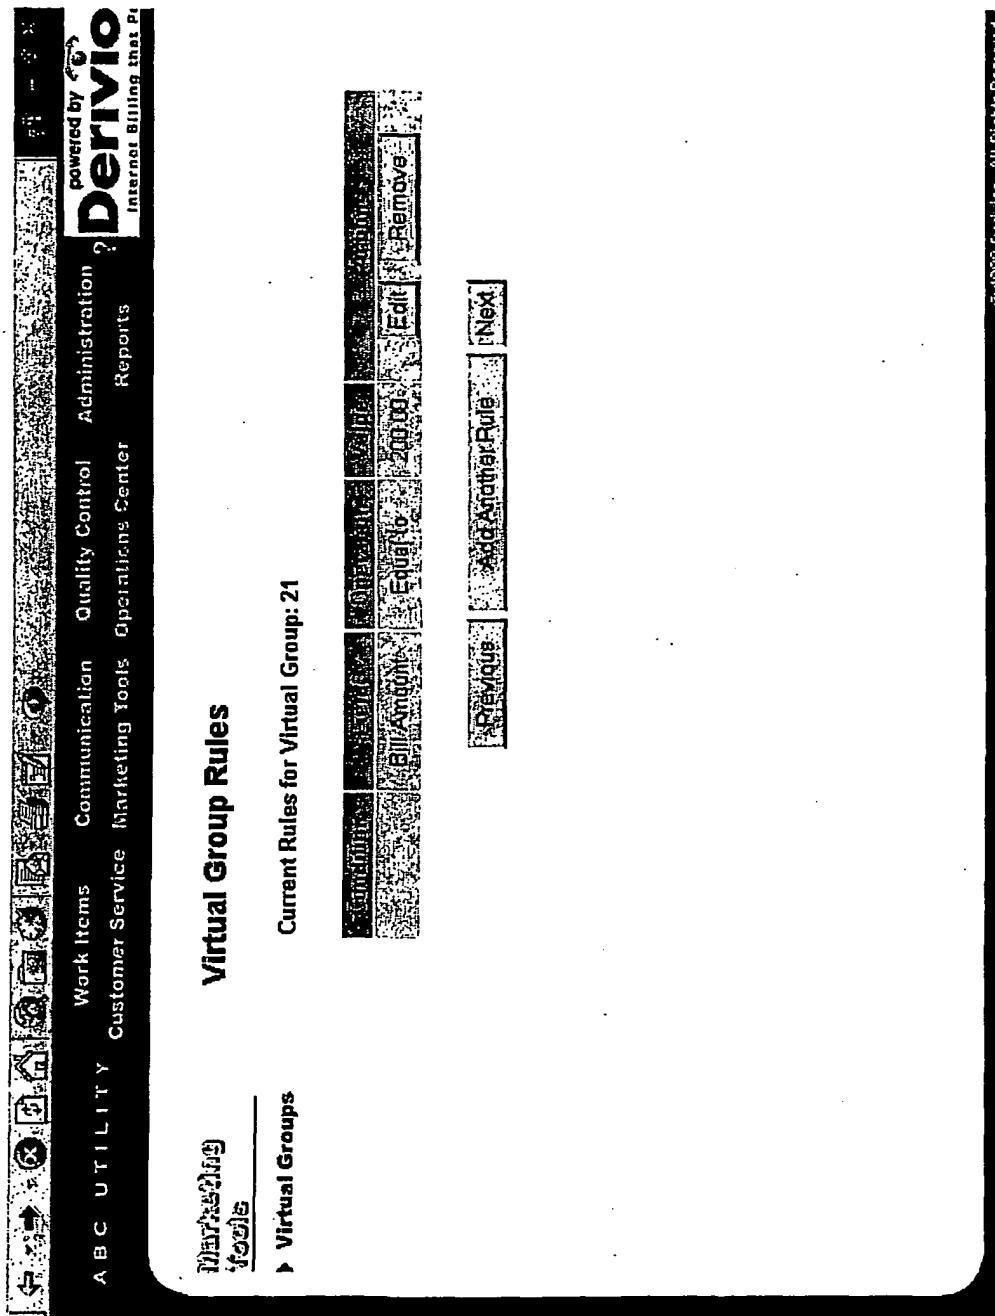 powered by
Derivio
Internet Billing that
ABC UTILITY
Work Items Communication Quality Control Administration
Customer Service Marketing Tools Operations Center Reports
?
Marketing Tools
Virtual Groups
Virtual Group Rules
Current Rules for Virtual Group: 21
Bill Amount Equal to 200.00 Edit Remove
Previous Add Another Rule Next